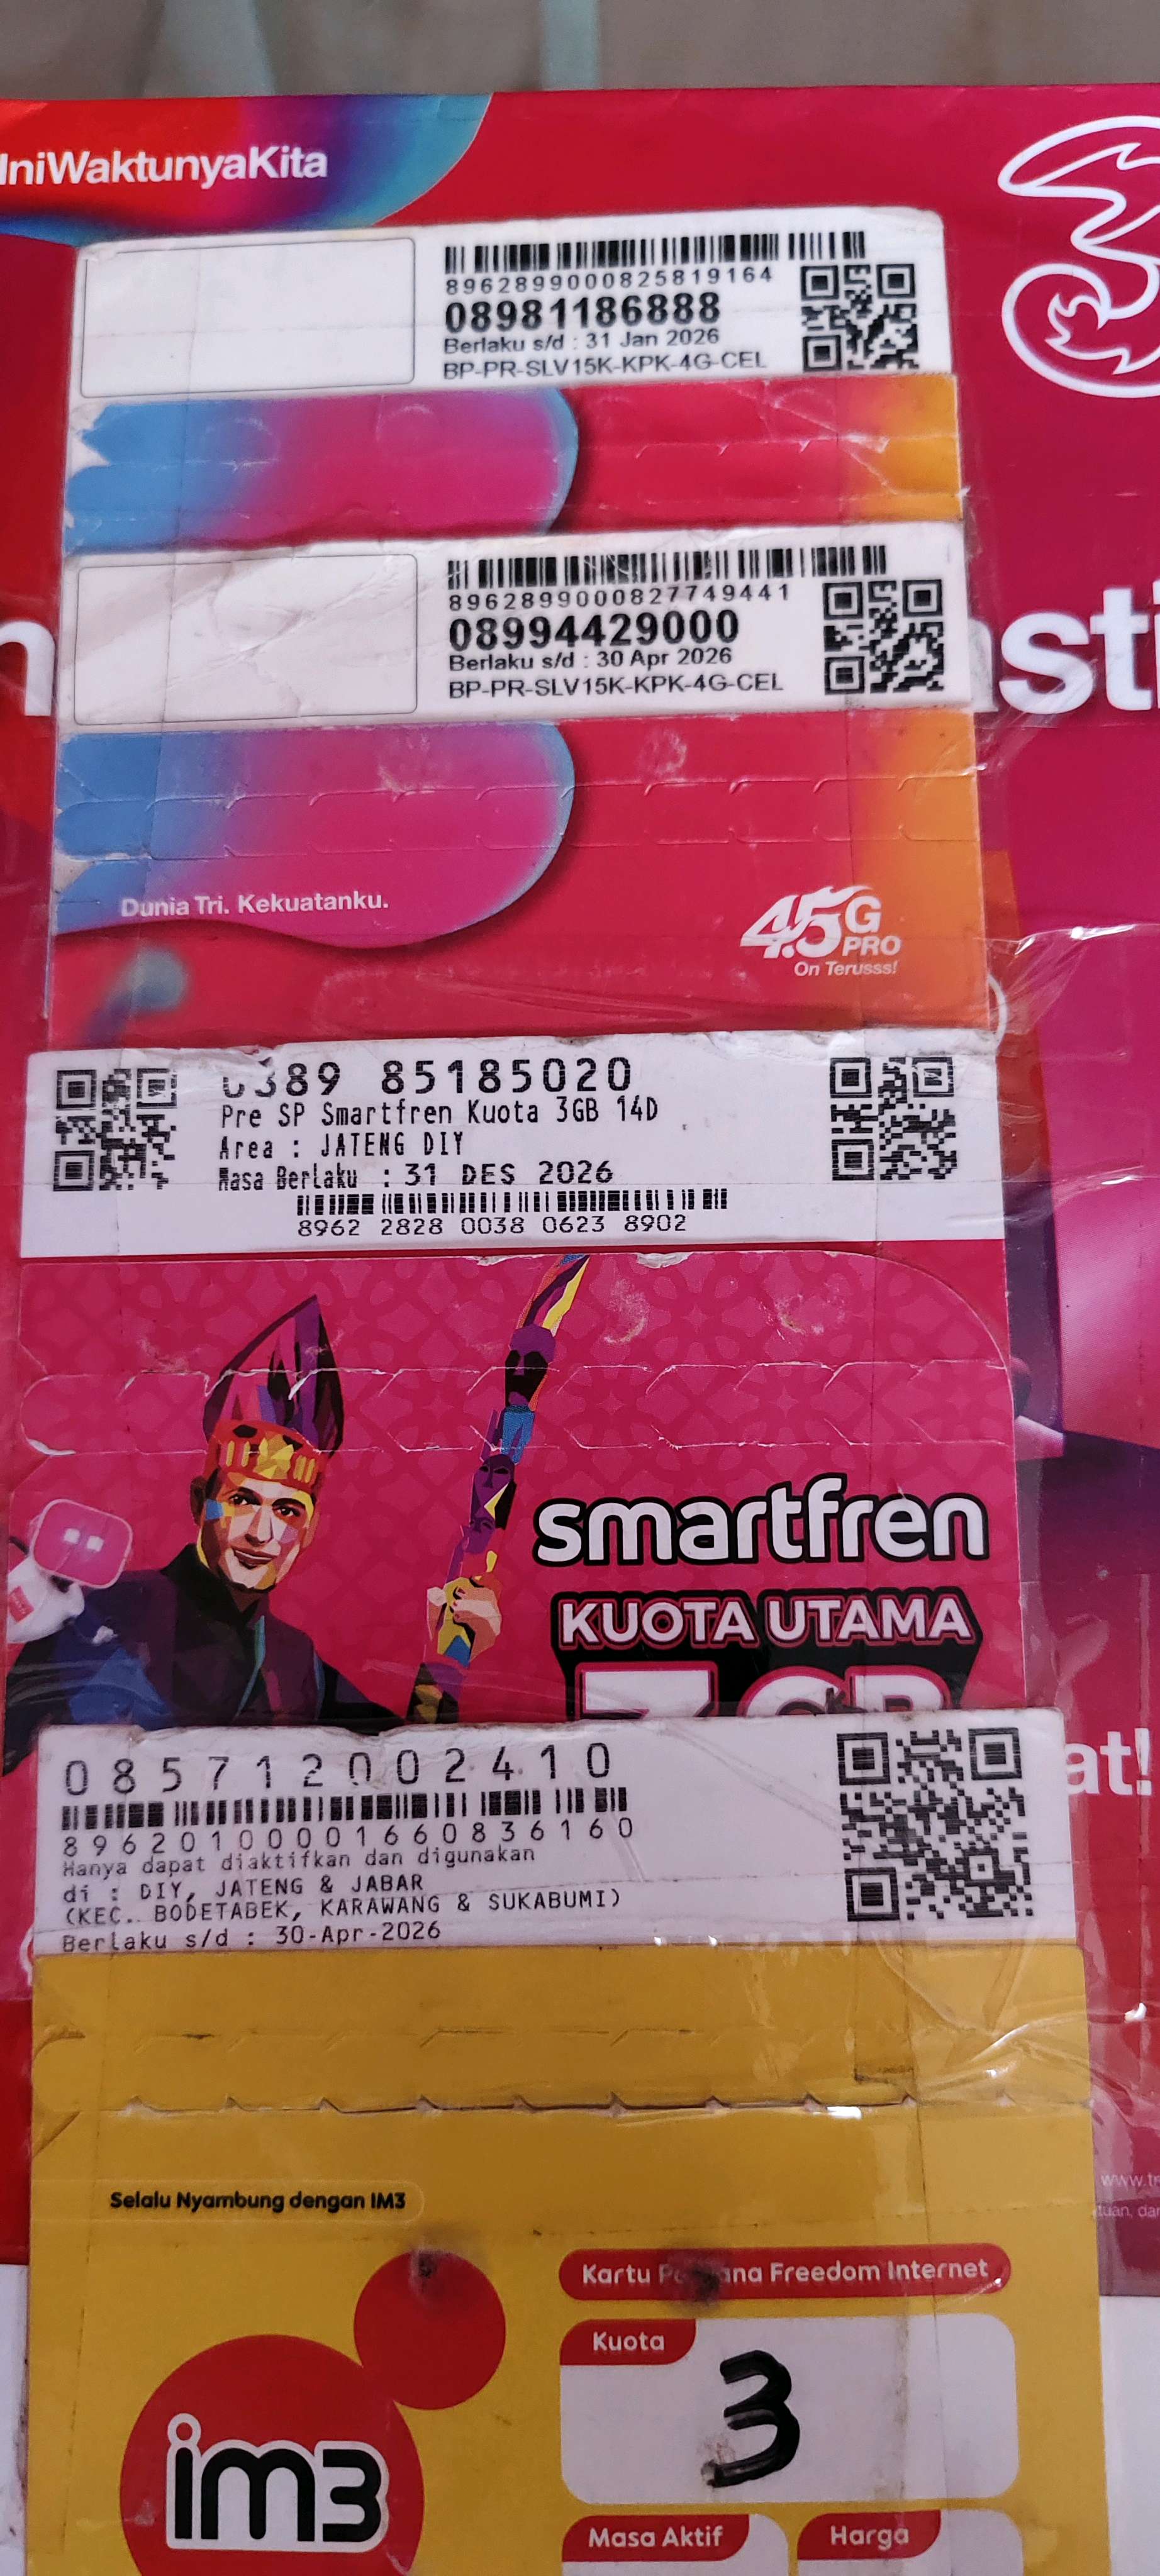 IniWaktunyaKita
8962899000825819164
08981186888
Berlaku s/d : 31 Jan 2026
BP-PR-SLV15K-KPK-4G-CEL
8962899000827749441
08994429000
Berlaku s/d : 30 Apr 2026
BP-PR-SLV15K-KPK-4G-CEL
Dunia Tri. Kekuatanku.
4.5G
PRO
On Terusss!
85185020
Pre SP Smartfren Kuota 3GB 14D
Area : JATENG DIY
Masa Berlaku : 31 DES 2026
8962 2828 0038 0623 8902
smartfren
KUOTA UTAMA
085712002410
89620100001660836160
Hanya dapat diaktifkan dan digunakan
di : DIY, JATENG & JABAR
(KEC.. BODETABEK, KARAWANG & SUKABUMI)
Berlaku s/d : 30-Apr-2026
at!
Selalu Nyambung dengan IM3
Kartu Freedom Internet
Kuota
3
im3
Masa Aktif
Harga